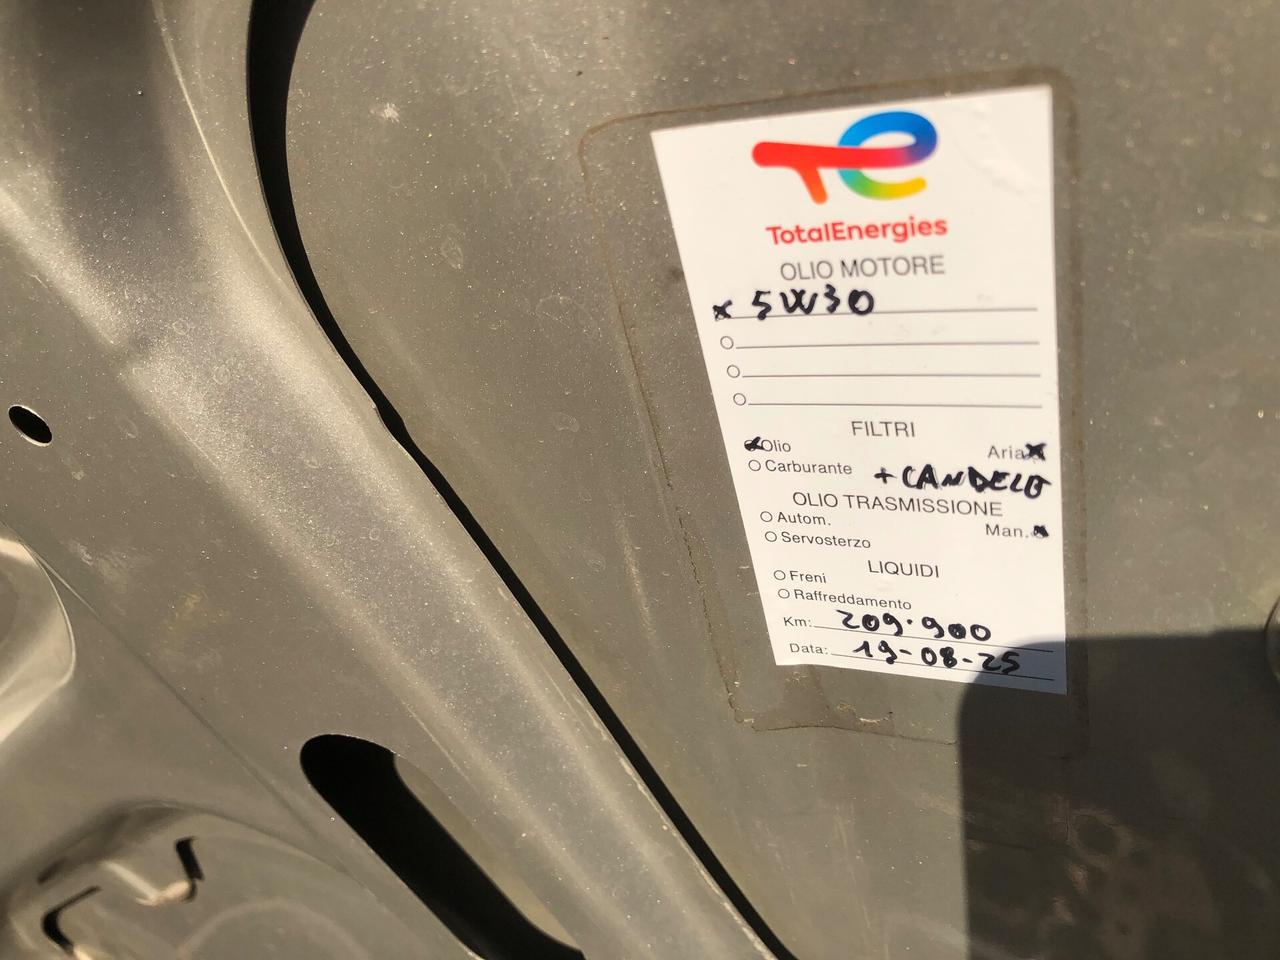 TotalEnergies
OLIO MOTORE
x 5W30
FILTRI
Olio Aria
Carburante + CANDELE
OLIO TRASMISSIONE
Autom. Man.
Servosterzo
LIQUIDI
Freni
Raffreddamento
Km: 209.900
Data: 19-08-25